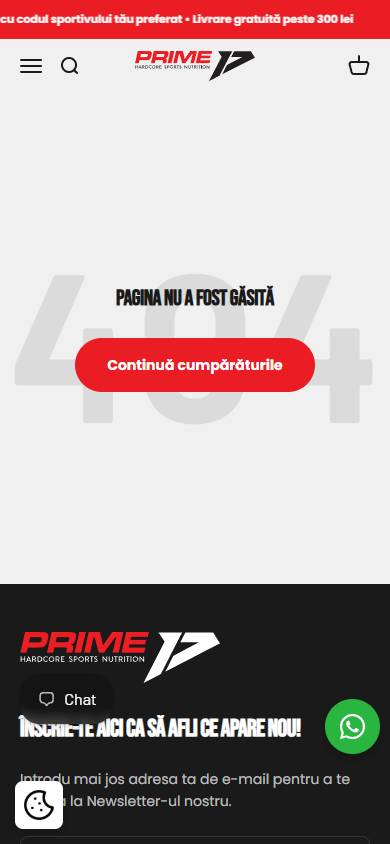 cu codul sportivului tău preferat • Livrare gratuită peste 300 lei
PRIME 17
HARDCORE SPORTS NUTRITION
404
PAGINA NU A FOST GĂSITĂ
Continuă cumpărăturile
PRIME 17
HARDCORE SPORTS NUTRITION
Chat
ÎNSCRIE-TE AICI CA SĂ AFLI CE APARE NOU!
Introdu mai jos adresa ta de e-mail pentru a te
la Newsletter-ul nostru.